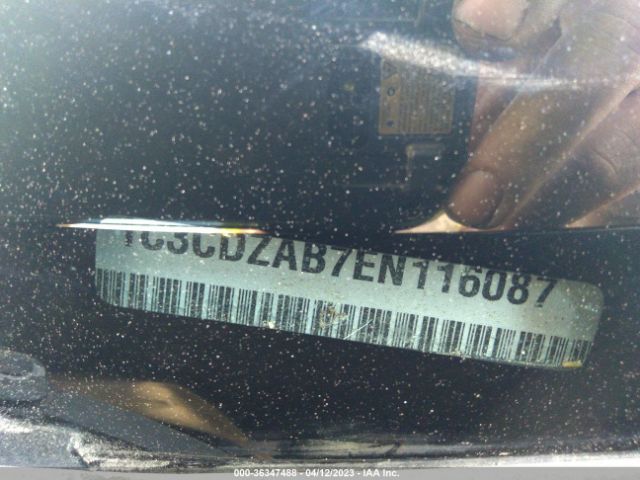 1C3CDZAB7EN116087
000-36347488 - 04/12/2023 - IAA Inc.